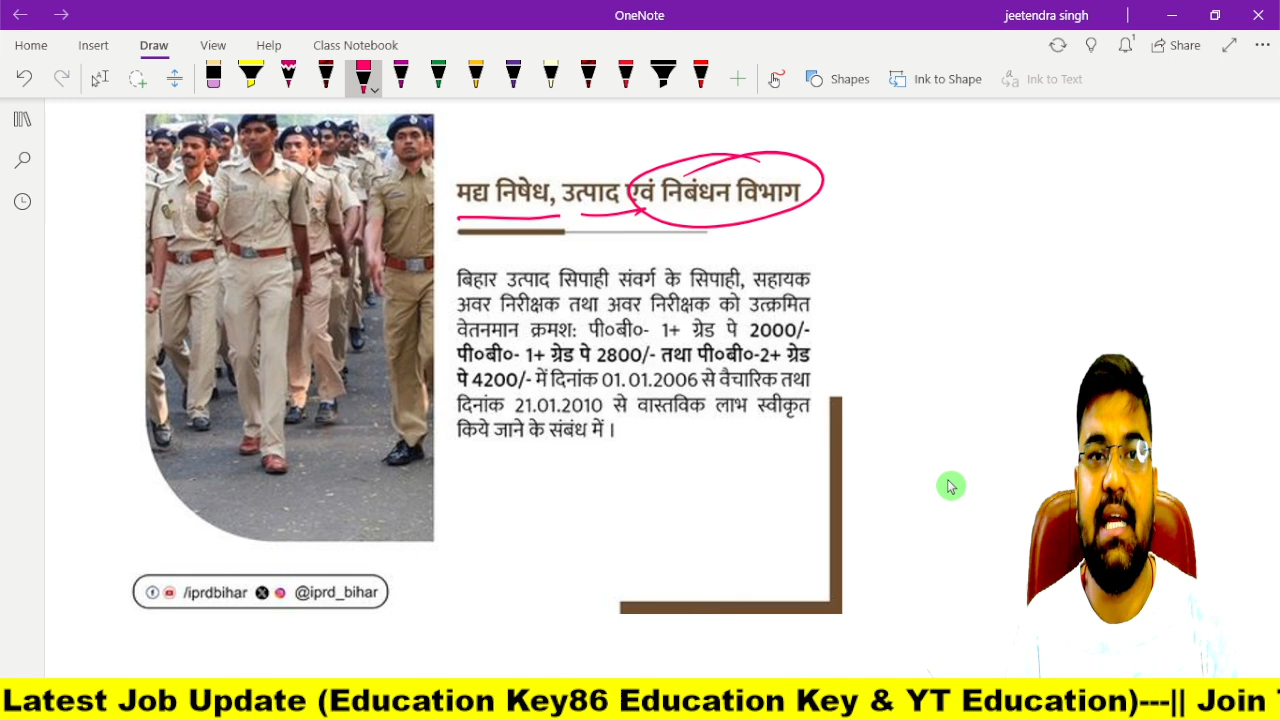 OneNote
jeetendra singh
Home Insert Draw View Help Class Notebook
Share
Shapes Ink to Shape Ink to Text
मद्य निषेध, उत्पाद एवं निबंधन विभाग
बिहार उत्पाद सिपाही संवर्ग के सिपाही, सहायक
अवर निरीक्षक तथा अवर निरीक्षक को उत्क्रमित
वेतनमान क्रमश: पी०बी०- 1+ ग्रेड पे 2000/-
पी०बी०- 1+ ग्रेड पे 2800/- तथा पी०बी०-2+ ग्रेड
पे 4200/- में दिनांक 01.01.2006 से वैचारिक तथा
दिनांक 21.01.2010 से वास्तविक लाभ स्वीकृत
किये जाने के संबंध में ।
/iprdbihar @iprd_bihar
Latest Job Update (Education Key86 Education Key & YT Education)---|| Join